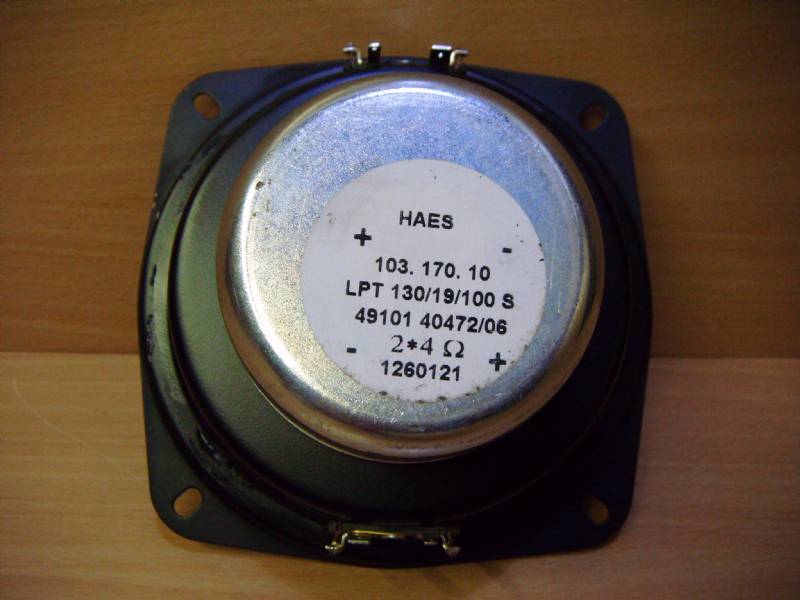 HAES
+ -
103. 170. 10
LPT 130/19/100 S
49101 40472/06
- 2*4 Ω +
1260121